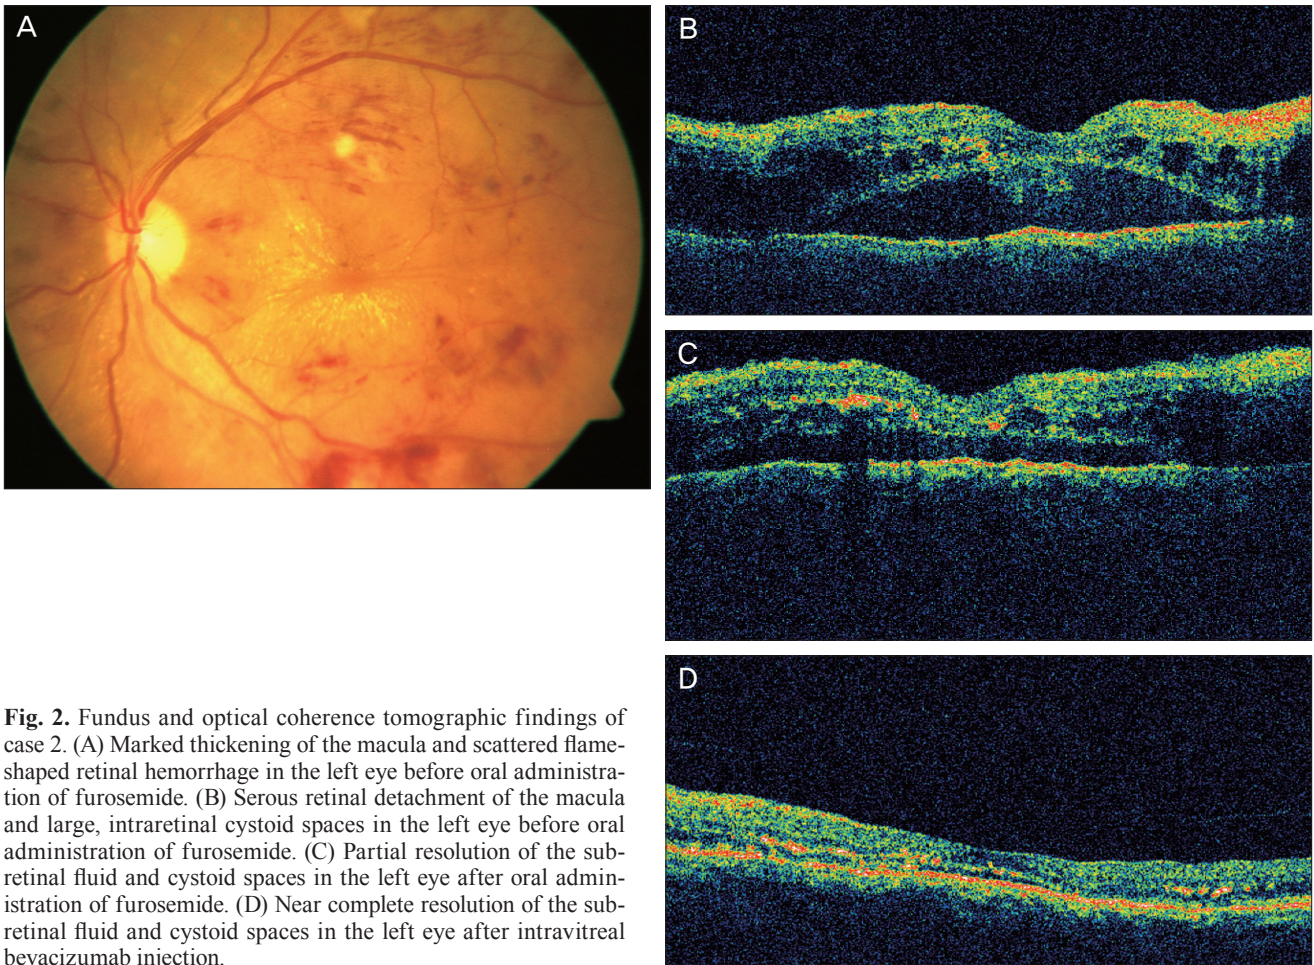 A
B
C
D
Fig. 2. Fundus and optical coherence tomographic findings of
case 2. (A) Marked thickening of the macula and scattered flame-
shaped retinal hemorrhage in the left eye before oral administra-
tion of furosemide. (B) Serous retinal detachment of the macula
and large, intraretinal cystoid spaces in the left eye before oral
administration of furosemide. (C) Partial resolution of the sub-
retinal fluid and cystoid spaces in the left eye after oral admin-
istration of furosemide. (D) Near complete resolution of the sub-
retinal fluid and cystoid spaces in the left eye after intravitreal
bevacizumab injection.